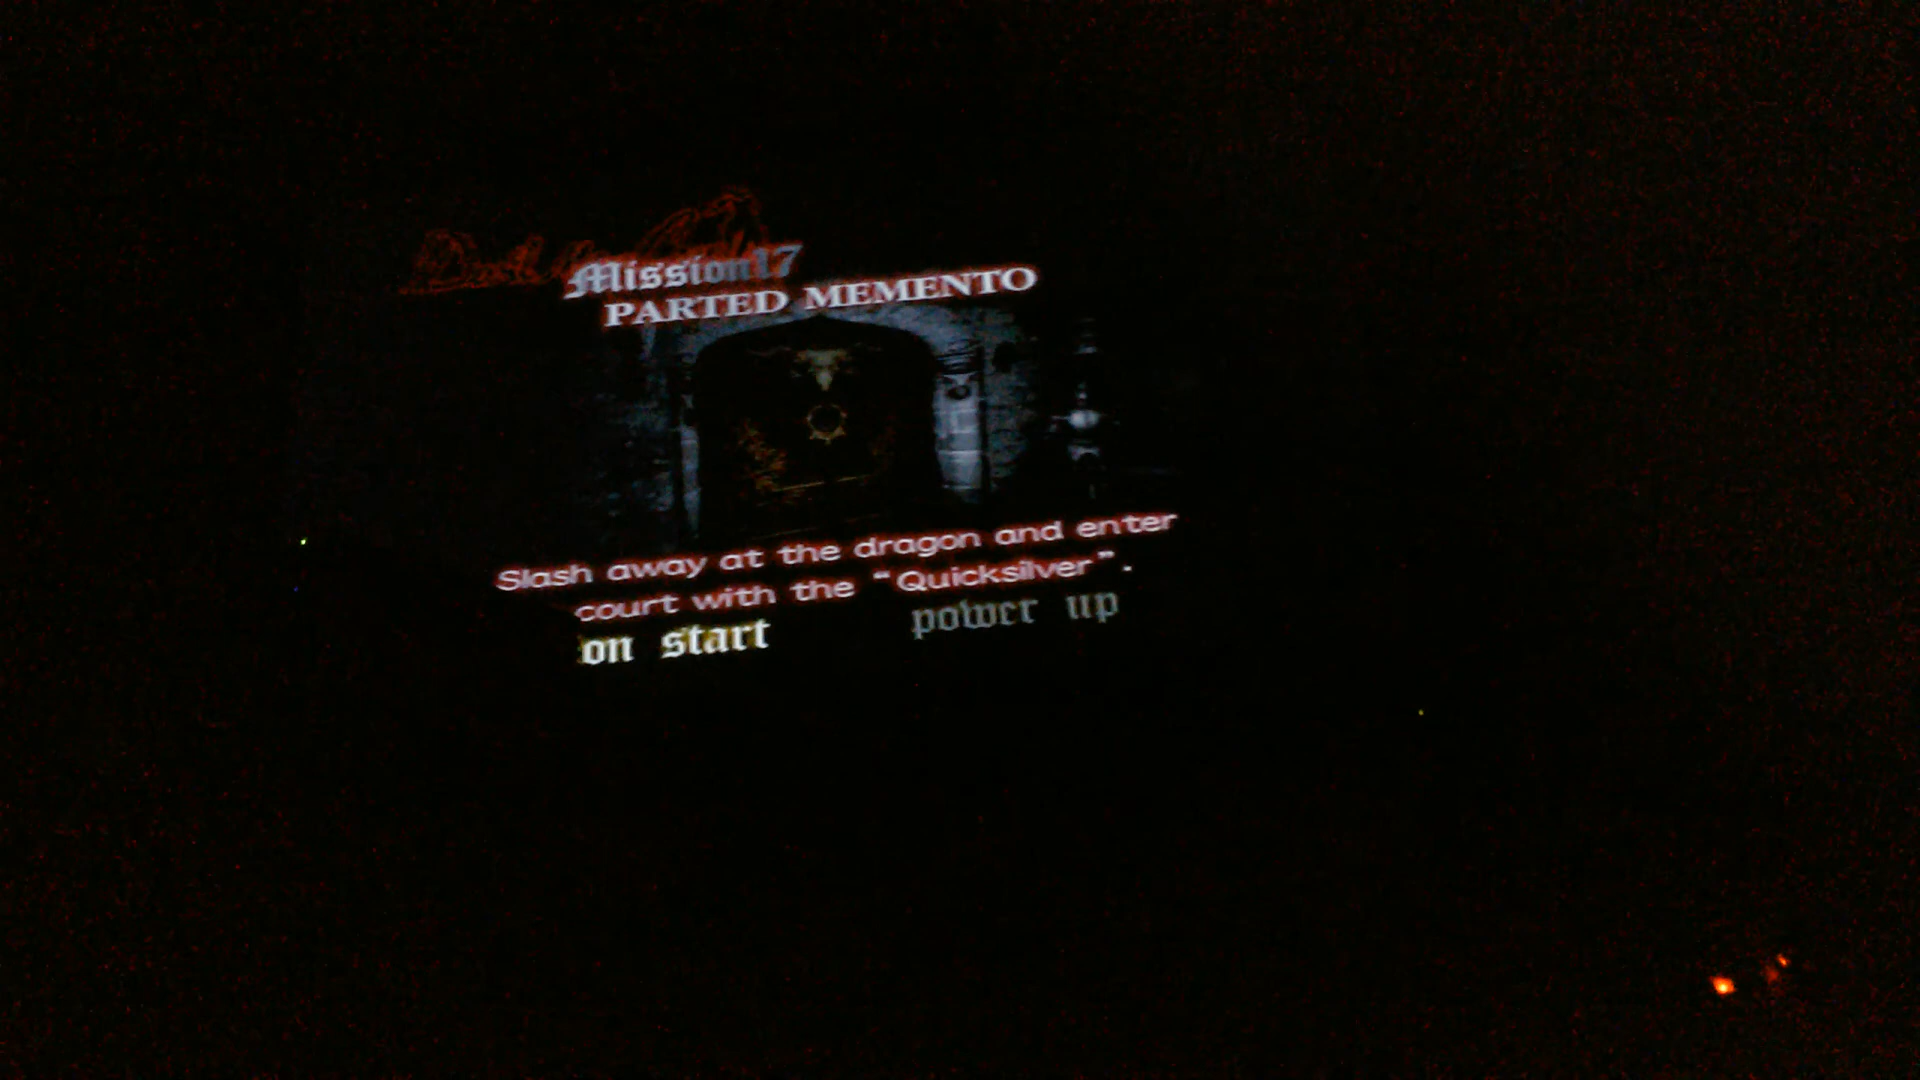 Mission17
PARTED MEMENTO
Slash away at the dragon and enter
court with the “Quicksilver”.
on start power up